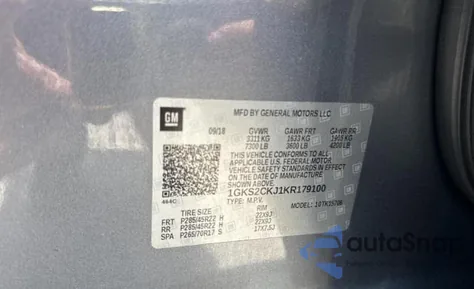 GM
MFD BY GENERAL MOTORS LLC
09/18 GVWR GAWR FRT GAWR RR
3311 KG 1633 KG 1905 KG
7300 LB 3600 LB 4200 LB
THIS VEHICLE CONFORMS TO ALL
APPLICABLE U.S. FEDERAL MOTOR
VEHICLE SAFETY STANDARDS IN EFFECT
ON THE DATE OF MANUFACTURE SHOWN ABOVE.
1GKS2CKJ1KR179100
TYPE: M.P.V. MODEL:
TIRE SIZE RIM
FRT P285/45R22 H 22X9J
RR P285/45R22 H 22X9J
SPA P265/70R17 S 17X7.5J
autoSnap